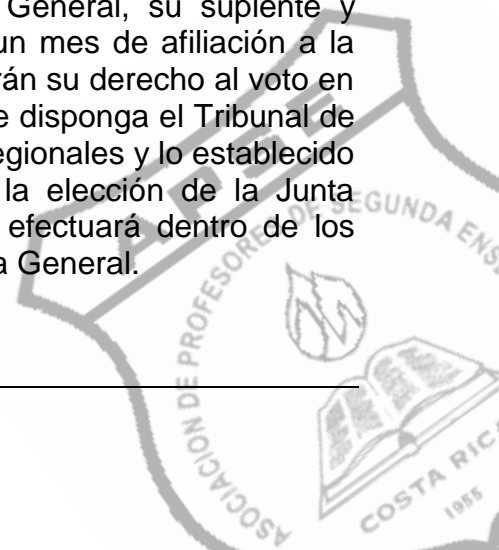 General, su suplente y
un mes de afiliación a la
rán su derecho al voto en
e disponga el Tribunal de
egionales y lo establecido
la elección de la Junta
efectuará dentro de los
a General.
APSE
ASOCIACION DE PROFESORES DE SEGUNDA ENS
COSTA RICA
1955